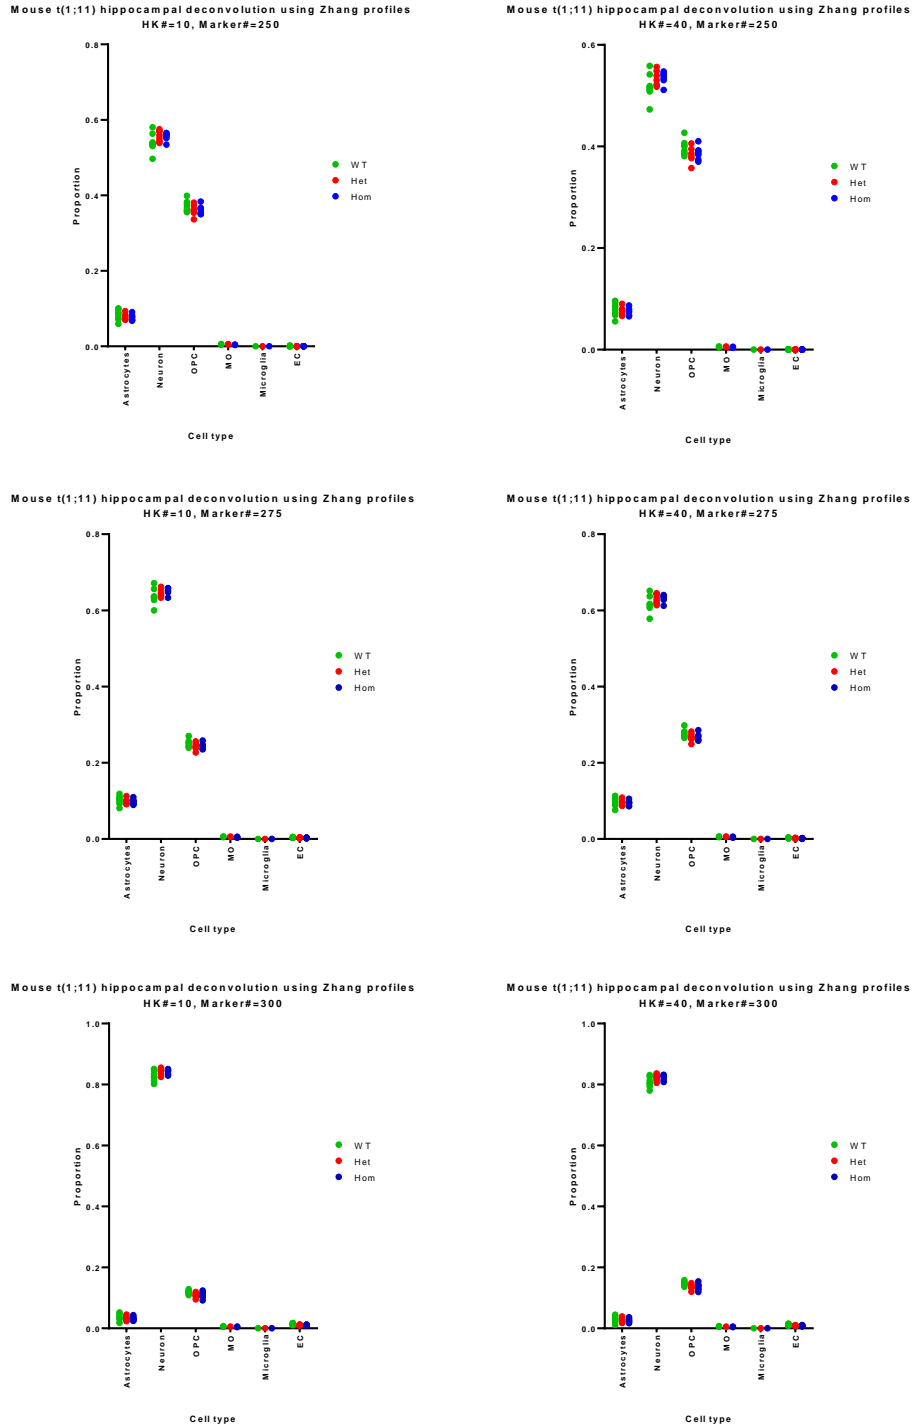 Mouse t(1;11) hippocampal deconvolution using Zhang profiles
HK#=10, Marker#=250
0.8
0.6
0.4
0.2
0.0
Proportion
Astrocytes
Neuron
OPC
MO
Microglia
EC
Cell type
WT
Het
Hom
Mouse t(1;11) hippocampal deconvolution using Zhang profiles
HK#=40, Marker#=250
0.6
0.4
0.2
0.0
Proportion
Astrocytes
Neuron
OPC
MO
Microglia
EC
Cell type
WT
Het
Hom
Mouse t(1;11) hippocampal deconvolution using Zhang profiles
HK#=10, Marker#=275
0.8
0.6
0.4
0.2
0.0
Proportion
Astrocytes
Neuron
OPC
MO
Microglia
EC
Cell type
WT
Het
Hom
Mouse t(1;11) hippocampal deconvolution using Zhang profiles
HK#=40, Marker#=275
0.8
0.6
0.4
0.2
0.0
Proportion
Astrocytes
Neuron
OPC
MO
Microglia
EC
Cell type
WT
Het
Hom
Mouse t(1;11) hippocampal deconvolution using Zhang profiles
HK#=10, Marker#=300
1.0
0.8
0.6
0.4
0.2
0.0
Proportion
Astrocytes
Neuron
OPC
MO
Microglia
EC
Cell type
WT
Het
Hom
Mouse t(1;11) hippocampal deconvolution using Zhang profiles
HK#=40, Marker#=300
1.0
0.8
0.6
0.4
0.2
0.0
Proportion
Astrocytes
Neuron
OPC
MO
Microglia
EC
Cell type
WT
Het
Hom